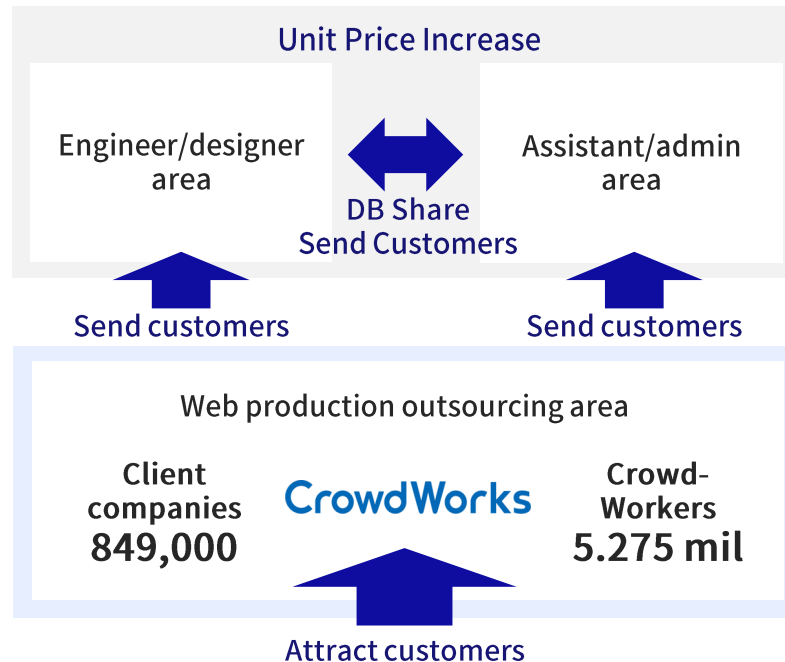 Unit Price Increase
Engineer/designer
area
Assistant/admin
area
DB Share
Send Customers
Send customers
Send customers
Web production outsourcing area
Client
companies
849,000
CrowdWorks
Crowd-
Workers
5.275 mil
Attract customers